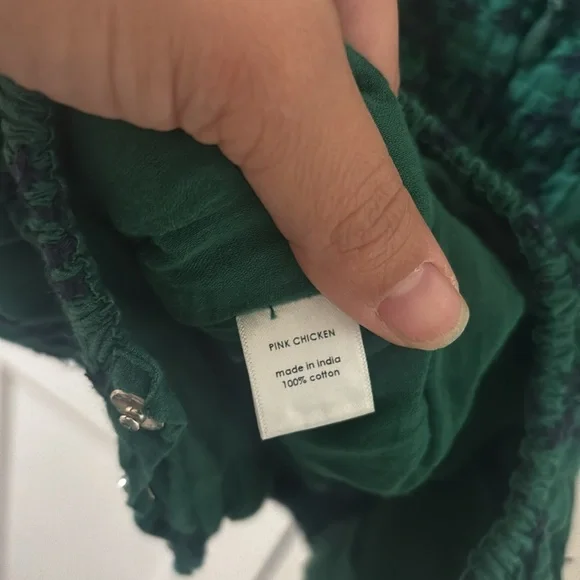 PINK CHICKEN
made in india
100% cotton